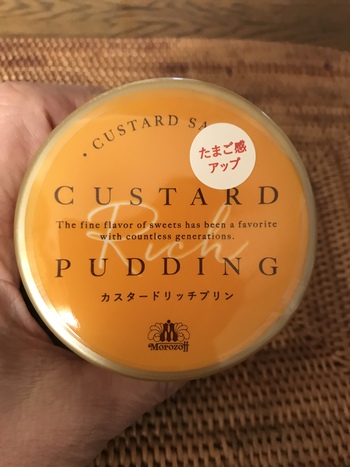 • CUSTARD
たまご感
アップ
CUSTARD
The fine flavor of sweets has been a favorite
with countless generations.
Rich
PUDDING
カスタードリッチプリン
Morozoff